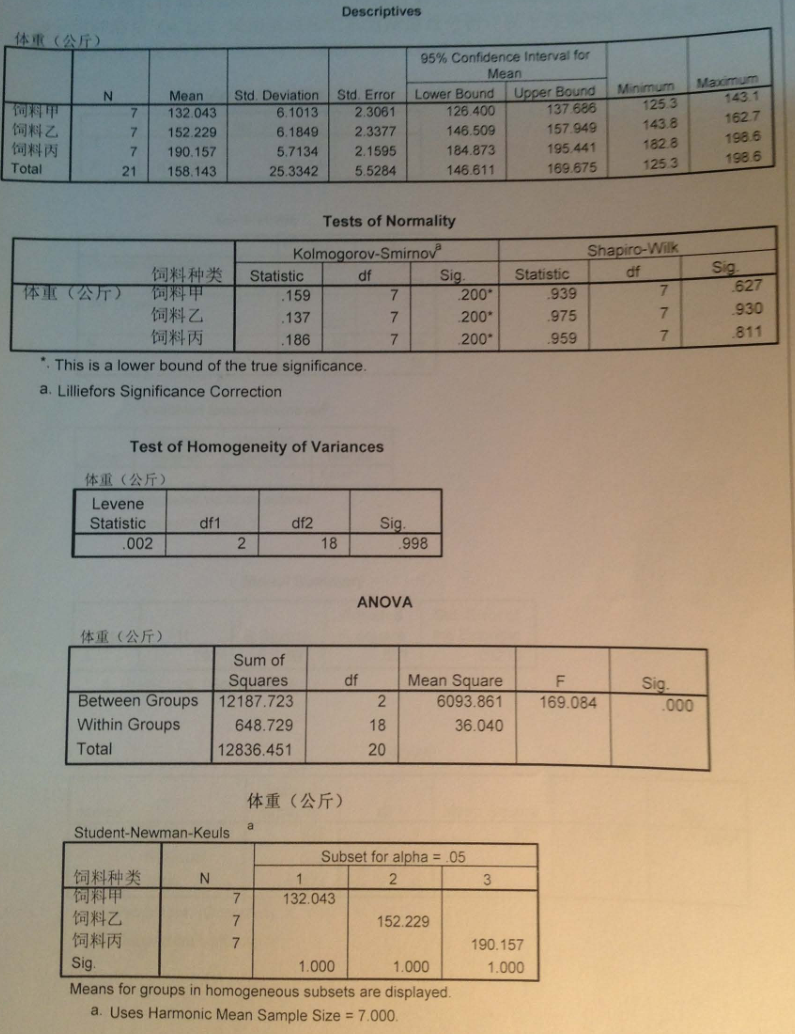 Descriptives
体重（公斤）
95% Confidence Interval for
Mean
N Mean Std. Deviation Std. Error Lower Bound Upper Bound Minimum Maximum
饲料甲 7 132.043 6.1013 2.3061 126.400 137.686 125.3 143.1
饲料乙 7 152.229 6.1849 2.3377 146.509 157.949 143.8 162.7
饲料丙 7 190.157 5.7134 2.1595 184.873 195.441 182.8 198.6
Total 21 158.143 25.3342 5.5284 146.611 169.675 125.3 198.6
Tests of Normality
Kolmogorov-Smirnov a Shapiro-Wilk
饲料种类 Statistic df Sig. Statistic df Sig.
体重（公斤） 饲料甲 .159 7 .200* .939 7 .627
饲料乙 .137 7 .200* .975 7 .930
饲料丙 .186 7 .200* .959 7 .811
*. This is a lower bound of the true significance.
a. Lilliefors Significance Correction
Test of Homogeneity of Variances
体重（公斤）
Levene
Statistic df1 df2 Sig.
.002 2 18 .998
ANOVA
体重（公斤）
Sum of
Squares df Mean Square F Sig.
Between Groups 12187.723 2 6093.861 169.084 .000
Within Groups 648.729 18 36.040
Total 12836.451 20
体重（公斤）
Student-Newman-Keuls a
Subset for alpha = .05
饲料种类 N 1 2 3
饲料甲 7 132.043
饲料乙 7 152.229
饲料丙 7 190.157
Sig. 1.000 1.000 1.000
Means for groups in homogeneous subsets are displayed.
a. Uses Harmonic Mean Sample Size = 7.000.